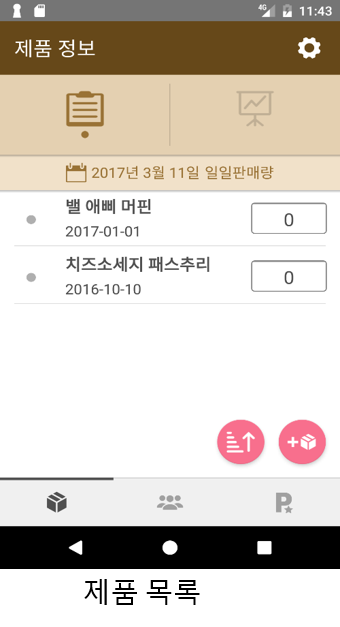 4G 11:43
제품 정보
2017년 3월 11일 일일판매량
밸 애삐 머핀
2017-01-01
0
치즈소세지 패스추리
2016-10-10
0
제품 목록